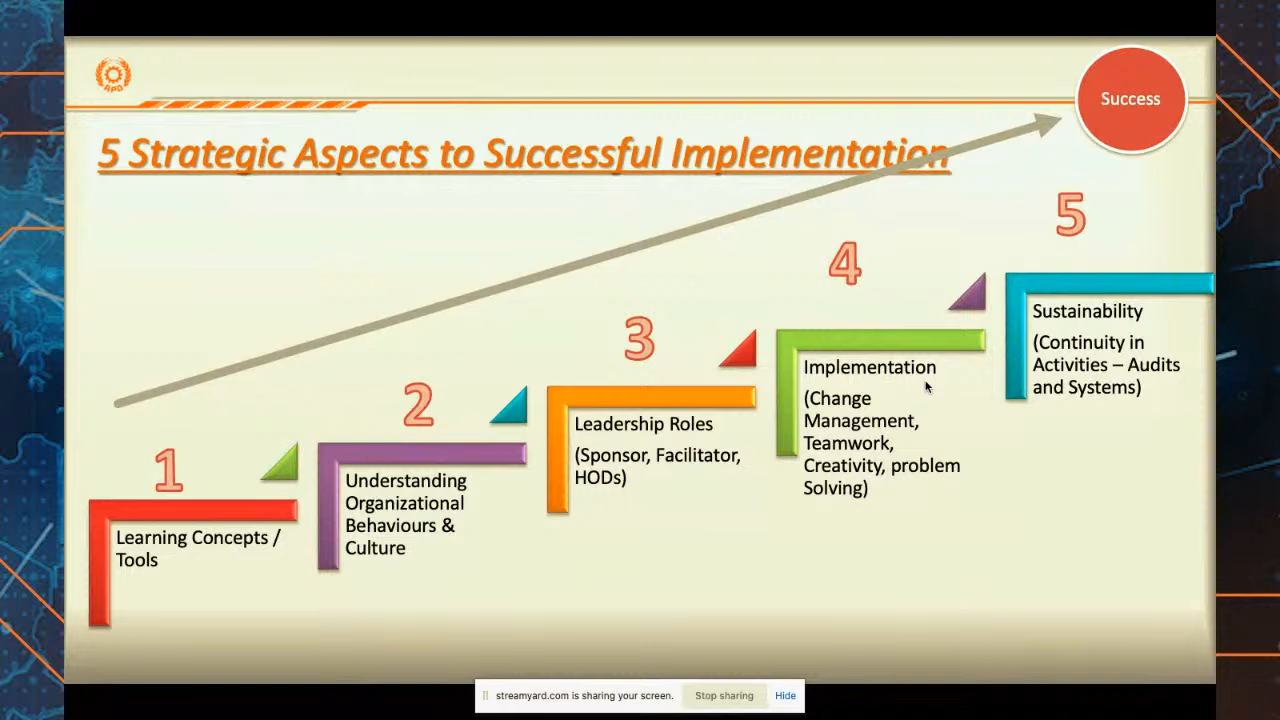 APO
Success
5 Strategic Aspects to Successful Implementation
1
Learning Concepts /
Tools
2
Understanding
Organizational
Behaviours &
Culture
3
Leadership Roles
(Sponsor, Facilitator,
HODs)
4
Implementation
(Change
Management,
Teamwork,
Creativity, problem
Solving)
5
Sustainability
(Continuity in
Activities – Audits
and Systems)
streamyard.com is sharing your screen.
Stop sharing
Hide